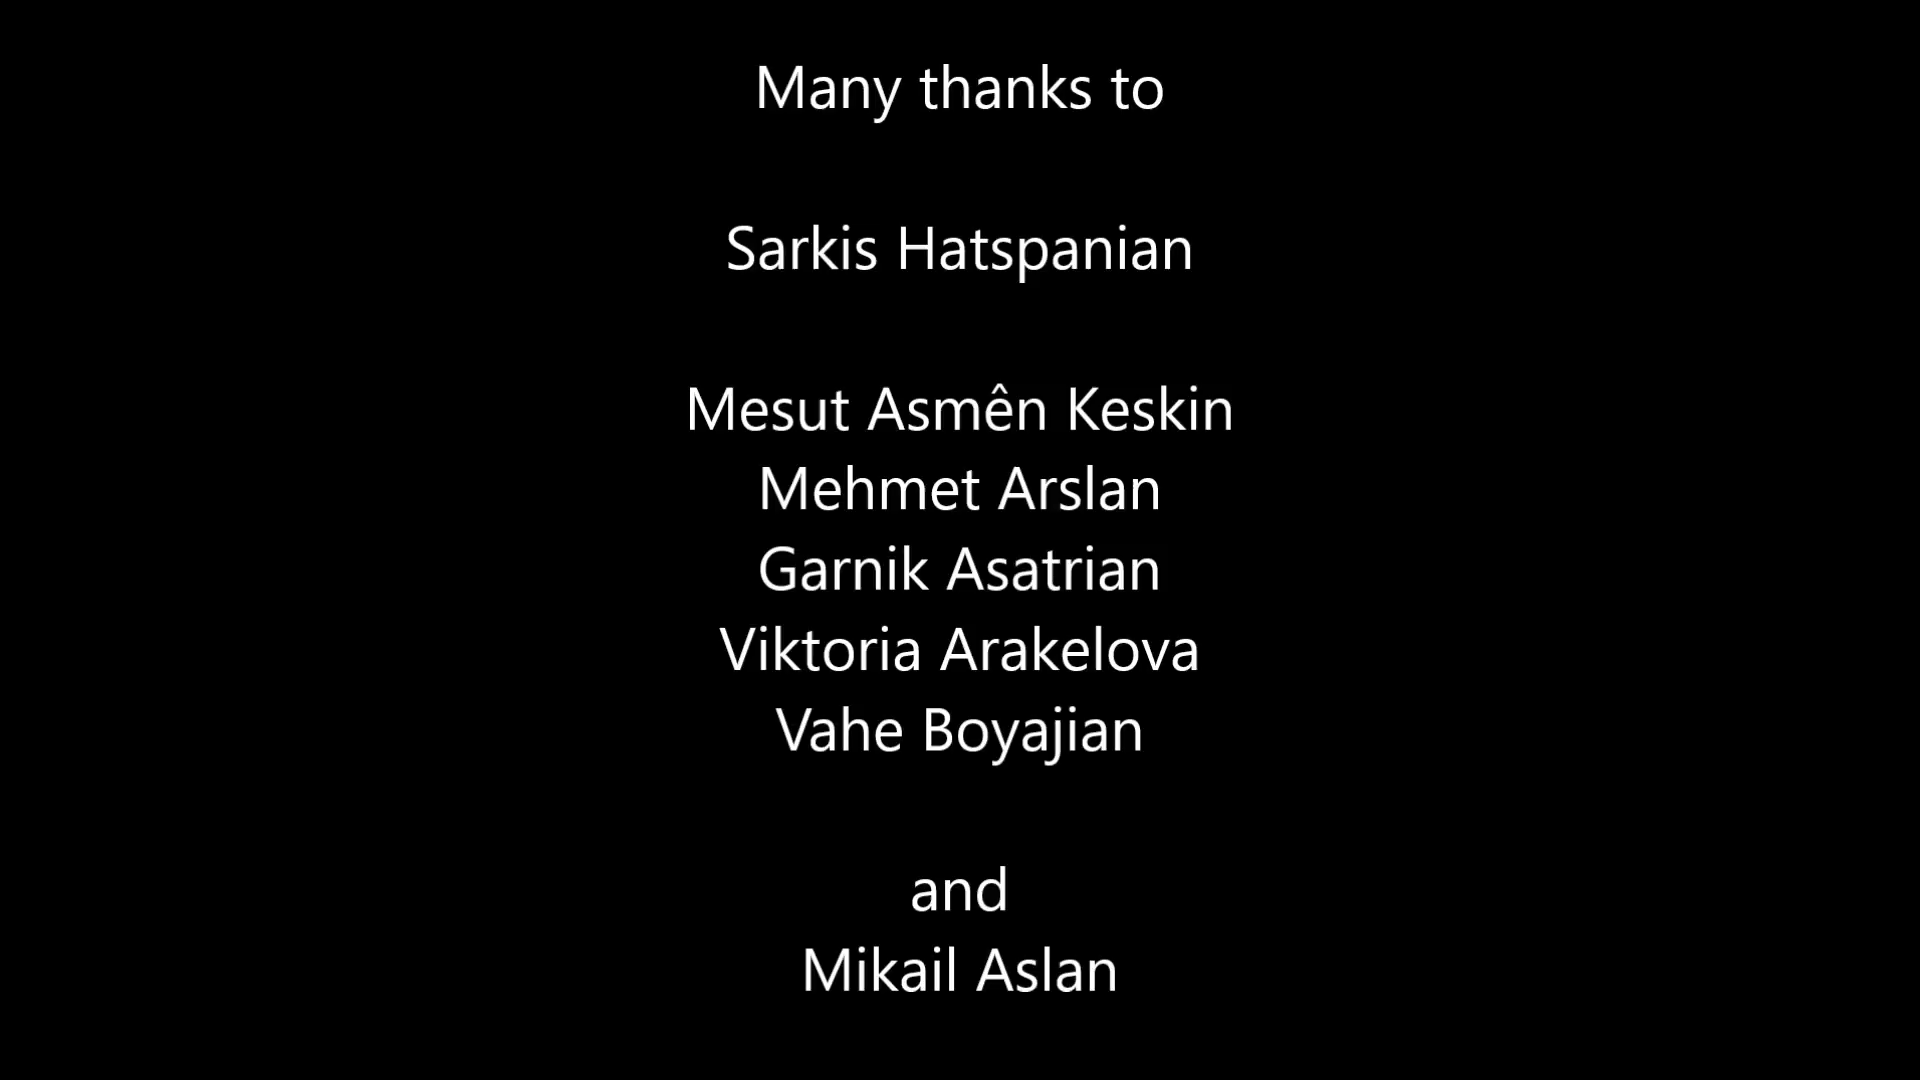 Many thanks to
Sarkis Hatspanian
Mesut Asmên Keskin
Mehmet Arslan
Garnik Asatrian
Viktoria Arakelova
Vahe Boyajian
and
Mikail Aslan